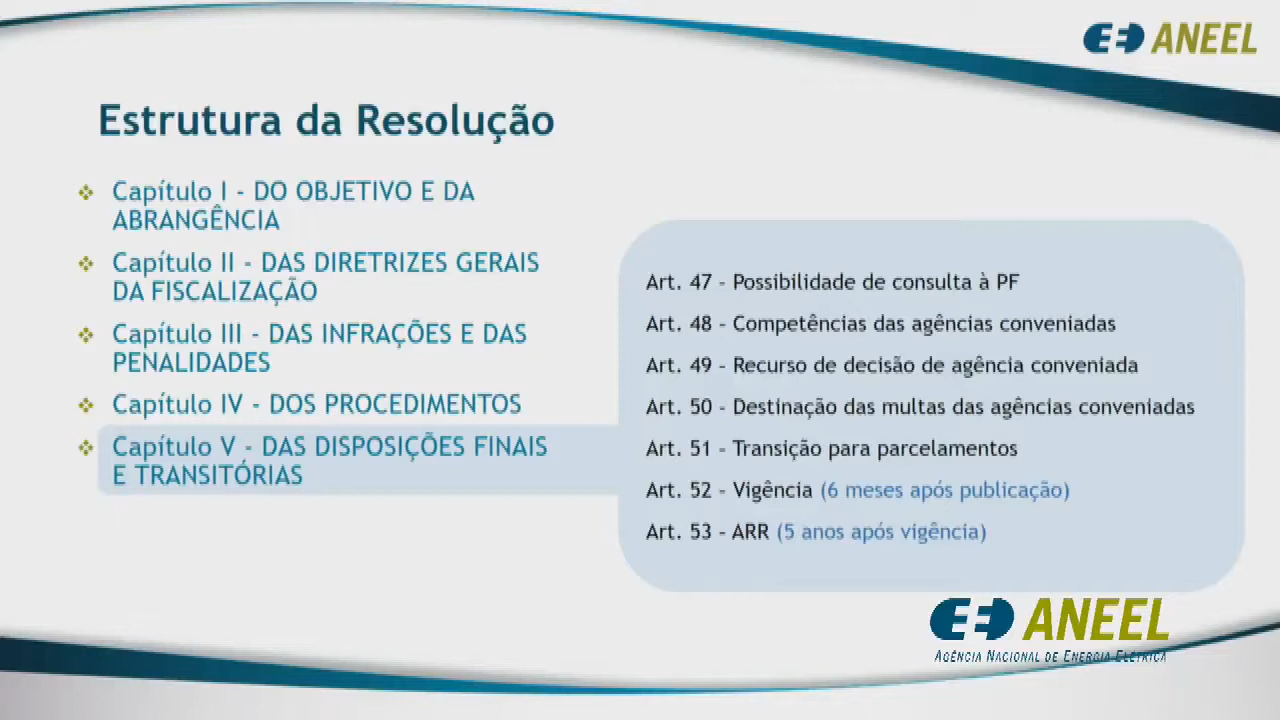 ANEEL
Estrutura da Resolução
Capítulo I - DO OBJETIVO E DA
ABRANGÊNCIA
Capítulo II - DAS DIRETRIZES GERAIS
DA FISCALIZAÇÃO
Capítulo III - DAS INFRAÇÕES E DAS
PENALIDADES
Capítulo IV - DOS PROCEDIMENTOS
Capítulo V - DAS DISPOSIÇÕES FINAIS
E TRANSITÓRIAS
Art. 47 - Possibilidade de consulta à PF
Art. 48 - Competências das agências conveniadas
Art. 49 - Recurso de decisão de agência conveniada
Art. 50 - Destinação das multas das agências conveniadas
Art. 51 - Transição para parcelamentos
Art. 52 - Vigência (6 meses após publicação)
Art. 53 - ARR (5 anos após vigência)
ANEEL
AGÊNCIA NACIONAL DE ENERGIA ELÉTRICA